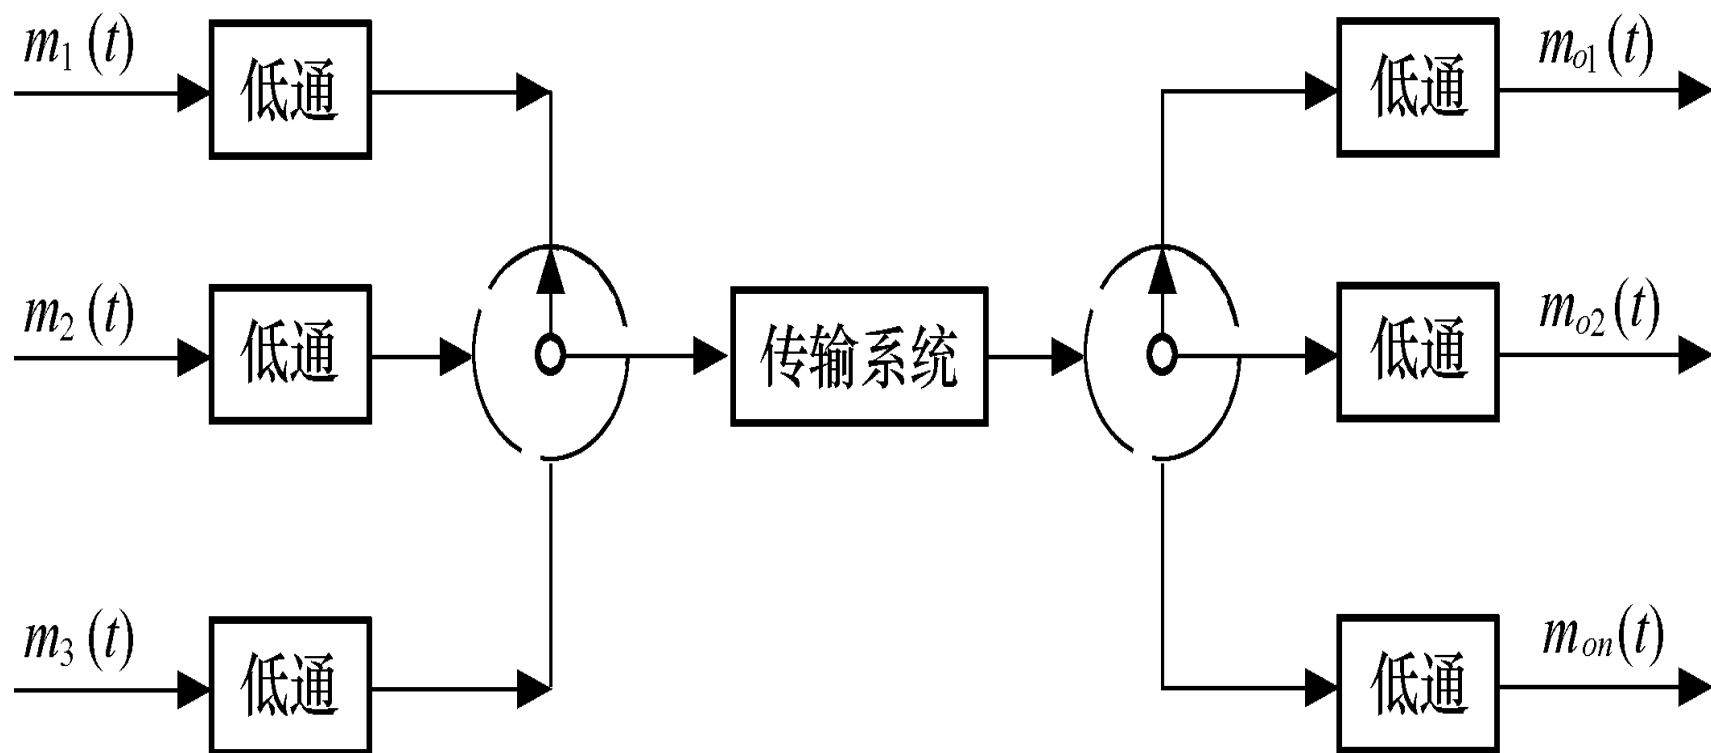 m1 (t)
低通
低通
mo1 (t)
m2 (t)
低通
传输系统
低通
mo2 (t)
m3 (t)
低通
低通
mon(t)